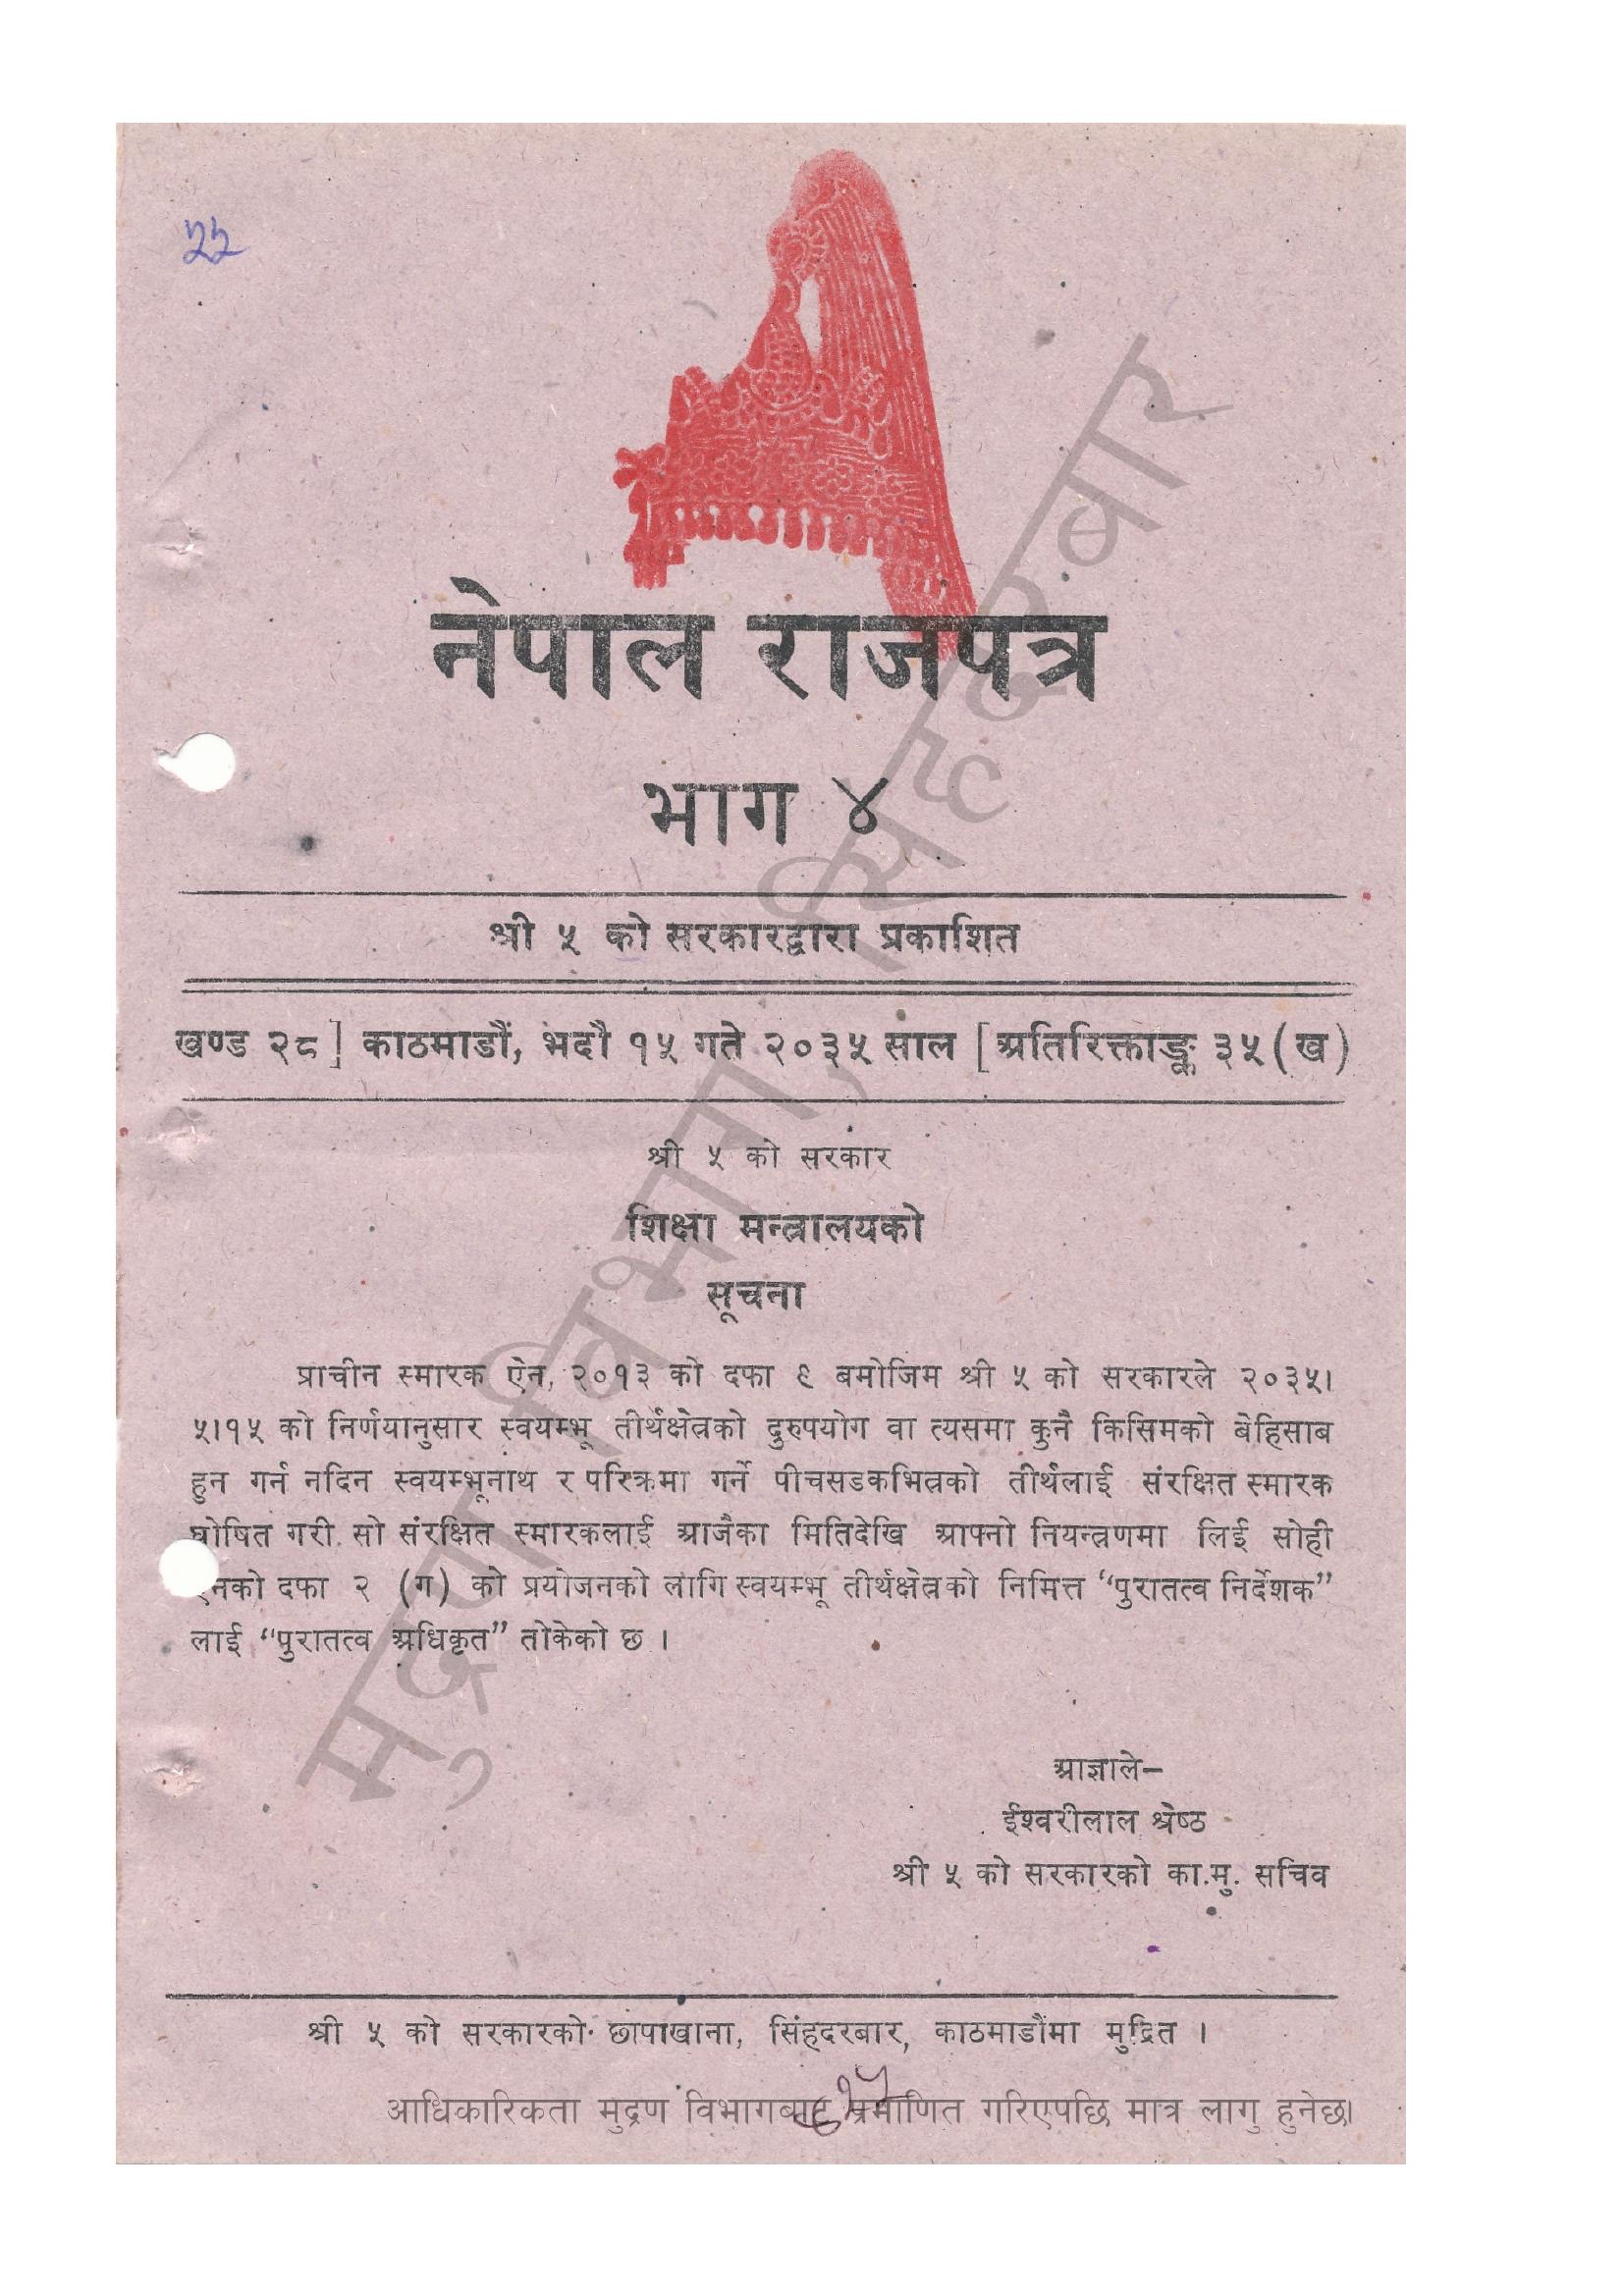 २२
नेपाल राजपत्र
भाग ४
श्री ५ को सरकारद्वारा प्रकाशित
खण्ड २८] काठमाडौं, भदौ १५ गते २०३५ साल [अतिरिक्ताङ्क ३५(ख)
श्री ५ को सरकार
शिक्षा मन्त्रालयको
सूचना
प्राचीन स्मारक ऐन, २०१३ को दफा ९ बमोजिम श्री ५ को सरकारले २०३५।
५।१५ को निर्णयानुसार स्वयम्भू तीर्थक्षेत्रको दुरुपयोग वा त्यसमा कुनै किसिमको बेहिसाब
हुन गर्न नदिन स्वयम्भूनाथ र परिक्रमा गर्ने पीचसडकभित्रको तीर्थलाई संरक्षित स्मारक
घोषित गरी सो संरक्षित स्मारकलाई आजैका मितिदेखि आफ्नो नियन्त्रणमा लिई सोही
ऐनको दफा २ (ग) को प्रयोजनको लागि स्वयम्भू तीर्थक्षेत्रको निमित्त “पुरातत्व निर्देशक”
लाई “पुरातत्व अधिकृत” तोकेको छ ।
आज्ञाले–
ईश्वरीलाल श्रेष्ठ
श्री ५ को सरकारको का.मु. सचिव
श्री ५ को सरकारको छापाखाना, सिंहदरबार, काठमाडौंमा मुद्रित ।
आधिकारिकता मुद्रण विभागबाट प्रमाणित गरिएपछि मात्र लागु हुनेछ।
मुद्रण विभाग, सिंहदरबार